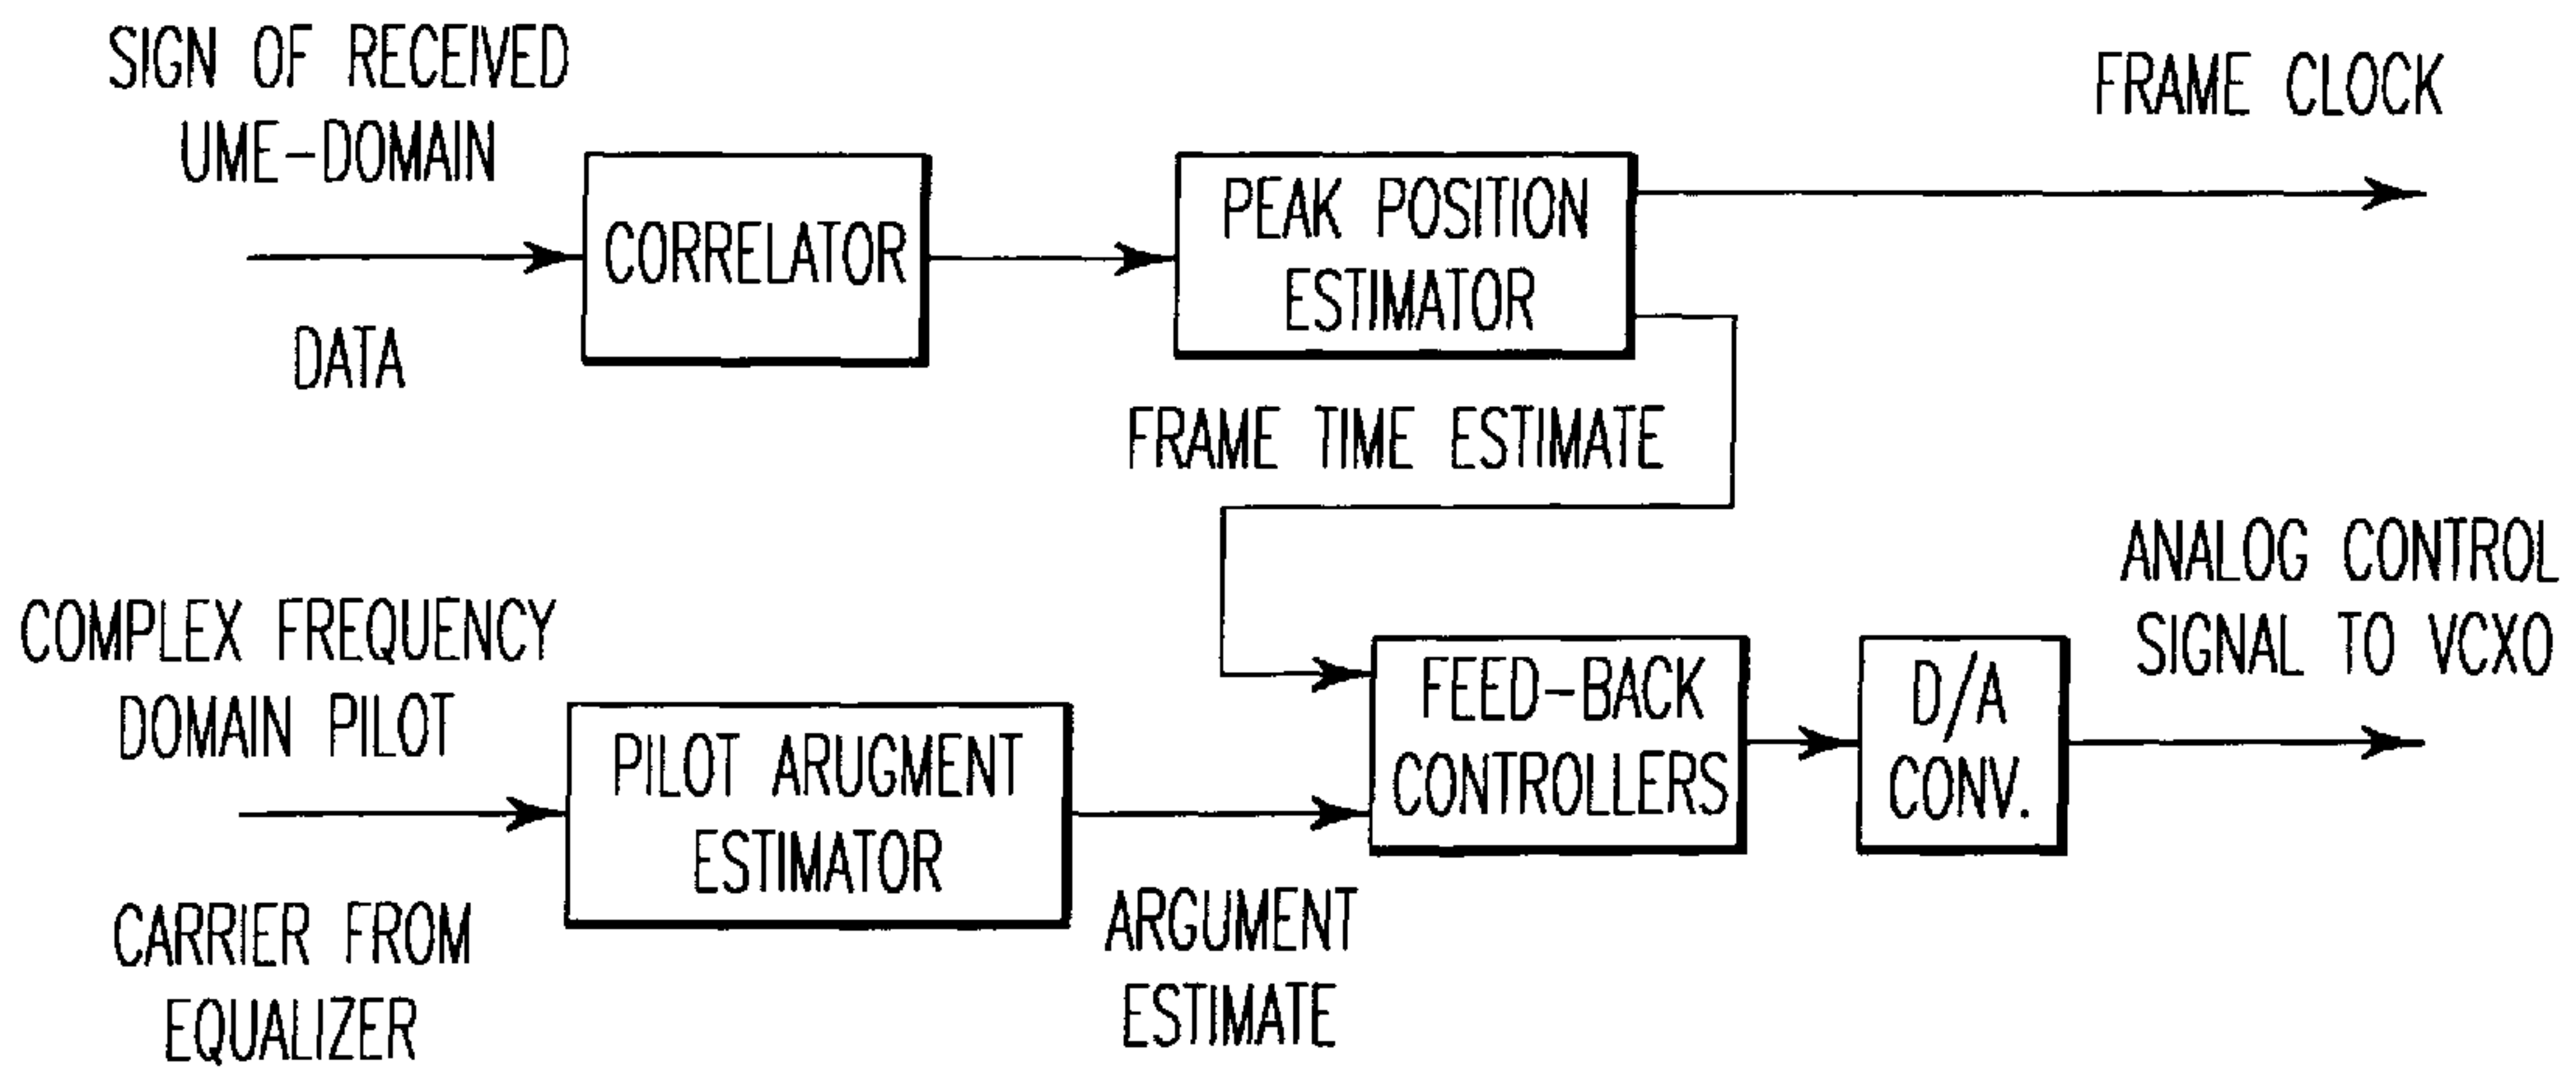 SIGN OF RECEIVED
UME-DOMAIN
DATA
CORRELATOR
PEAK POSITION
ESTIMATOR
FRAME CLOCK
FRAME TIME ESTIMATE
COMPLEX FREQUENCY
DOMAIN PILOT
CARRIER FROM
EQUALIZER
PILOT ARUGMENT
ESTIMATOR
ARGUMENT
ESTIMATE
FEED-BACK
CONTROLLERS
D/A
CONV.
ANALOG CONTROL
SIGNAL TO VCXO